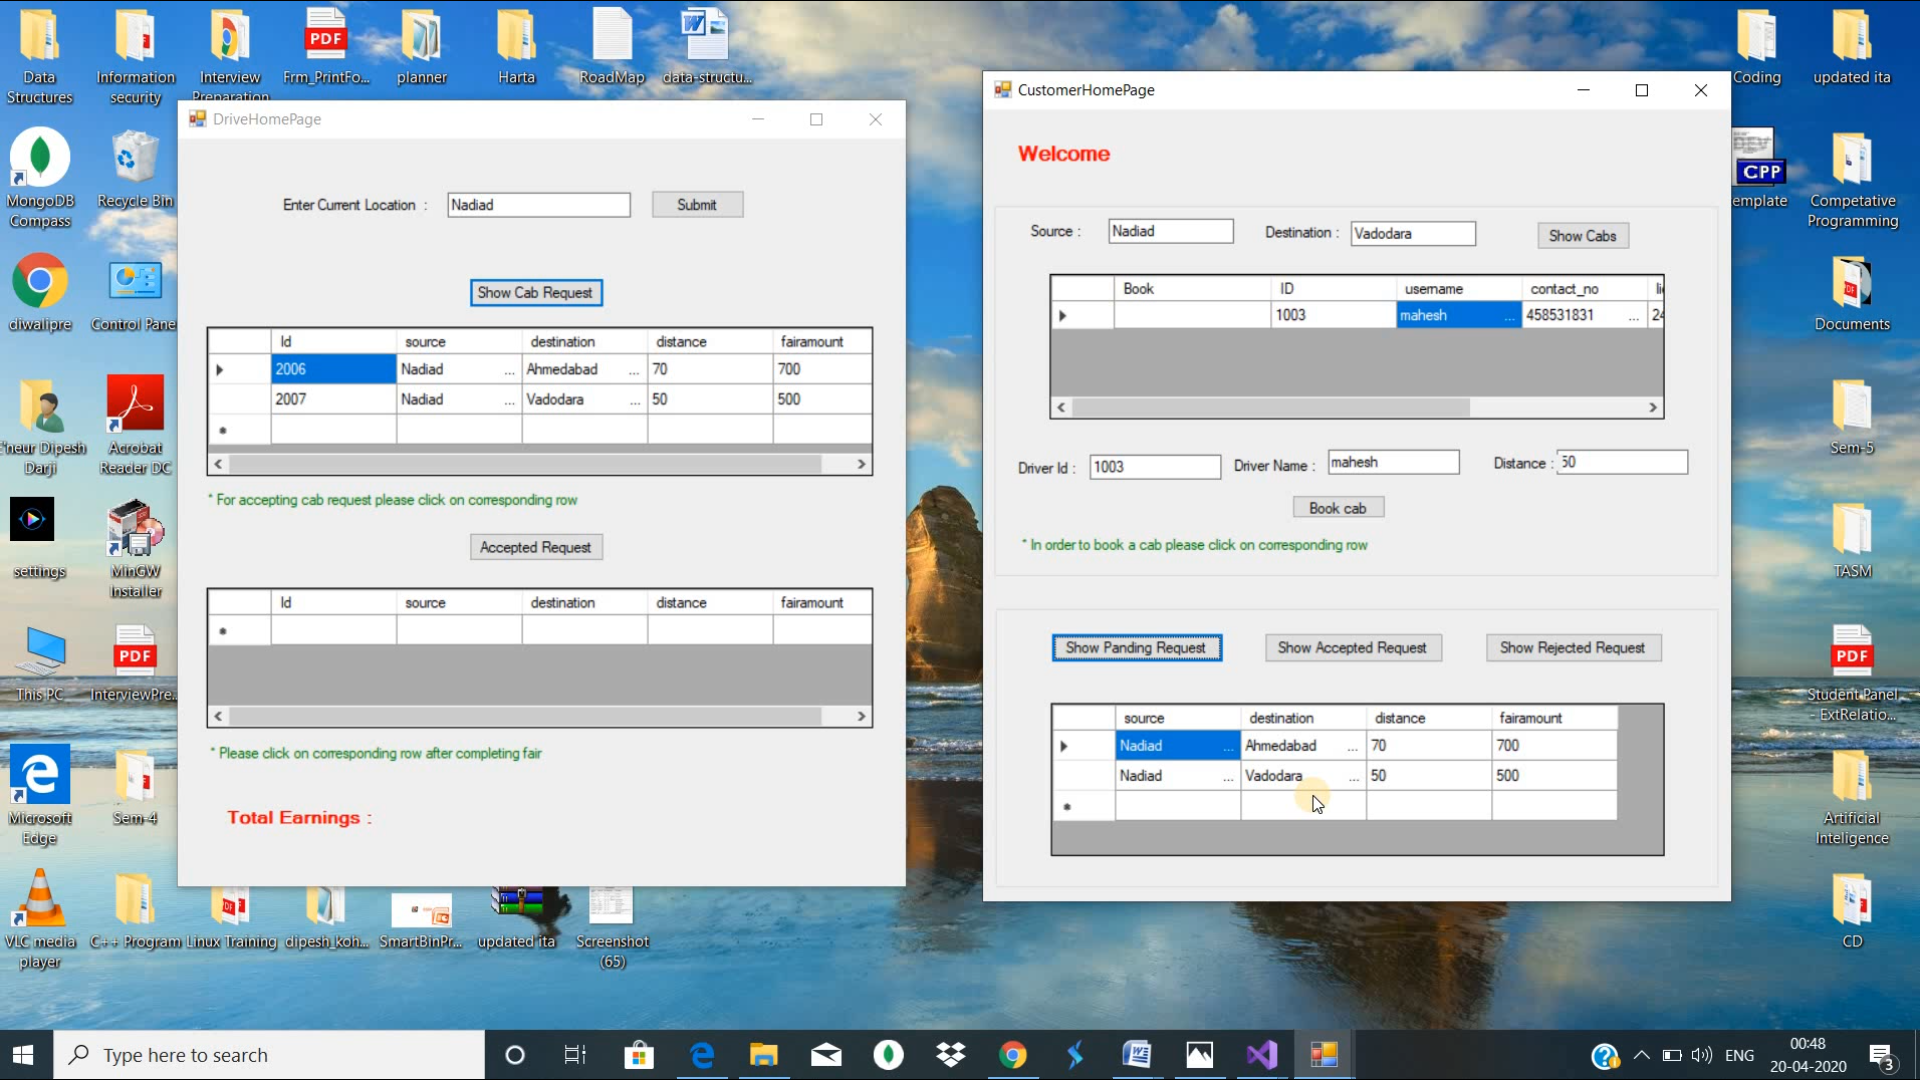 Data Structures
Information security
Interview Preparation
Frm_PrintFo...
planner
Harta
RoadMap
data-structu...
Coding
updated ita
PDF
MongoDB Compass
Recycle Bin
CPP
Competative Programming
diwalipre
Control Pane
Documents
Acrobat Reader DC
Sem-5
settings
MinGW Installer
TASM
This PC
PDF
InterviewPre...
PDF
Student Panel - ExtRelatio...
Microsoft Edge
Sem-4
Artificial Inteligence
VLC media player
C++ Program
Linux Training
dipesh_koh...
SmartBinPr...
updated ita
Screenshot (65)
CD
DriveHomePage
Enter Current Location :
Nadiad
Submit
Show Cab Request
Id source destination distance fairamount
2006 Nadiad ... Ahmedabad ... 70 700
2007 Nadiad ... Vadodara ... 50 500
* For accepting cab request please click on corresponding row
Accepted Request
Id source destination distance fairamount
* Please click on corresponding row after completing fair
Total Earnings :
CustomerHomePage
Welcome
Source : Nadiad Destination : Vadodara Show Cabs
Book ID username contact_no li
1003 mahesh ... 458531831 ... 24
Driver Id : 1003 Driver Name : mahesh Distance : 50
Book cab
* In order to book a cab please click on corresponding row
Show Panding Request
Show Accepted Request
Show Rejected Request
source destination distance fairamount
Nadiad ... Ahmedabad ... 70 700
Nadiad ... Vadodara ... 50 500
Type here to search
ENG
00:48
20-04-2020
3